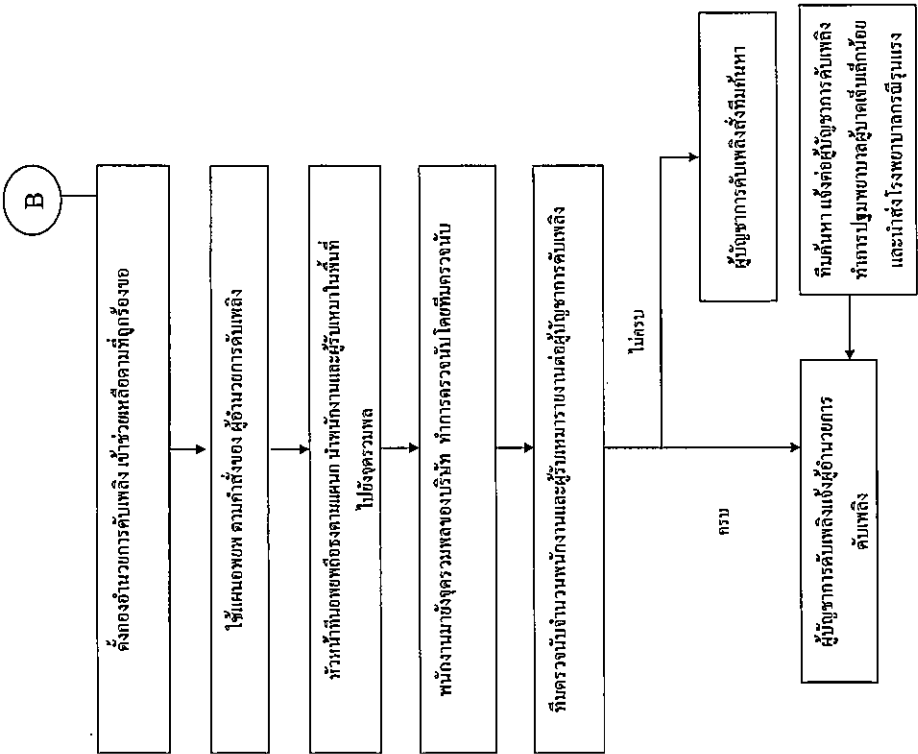 B
ตั้งกองอำนวยการดับเพลิง เข้าช่วยเหลือตามที่ถูกร้องขอ
ใช้แผนอพยพ ตามคำสั่งของ ผู้อำนวยการดับเพลิง
หัวหน้าทีมอพยพถือธงตามแผนก นำพนักงานและผู้รับเหมาในพื้นที่
ไปยังจุดรวมพล
พนักงานมายังจุดรวมพลของบริษัท ทำการตรวจนับโดยทีมตรวจนับ
ทีมตรวจนับจำนวนพนักงานและผู้รับเหมารายงานต่อผู้บัญชาการดับเพลิง
ไม่ครบ
ผู้บัญชาการดับเพลิงสั่งทีมค้นหา
ครบ
ผู้บัญชาการดับเพลิงแจ้งผู้อำนวยการ
ดับเพลิง
ทีมค้นหา แจ้งต่อผู้บัญชาการดับเพลิง
ทำการปฐมพยาบาลผู้บาดเจ็บเล็กน้อย
และนำส่งโรงพยาบาลกรณีรุนแรง